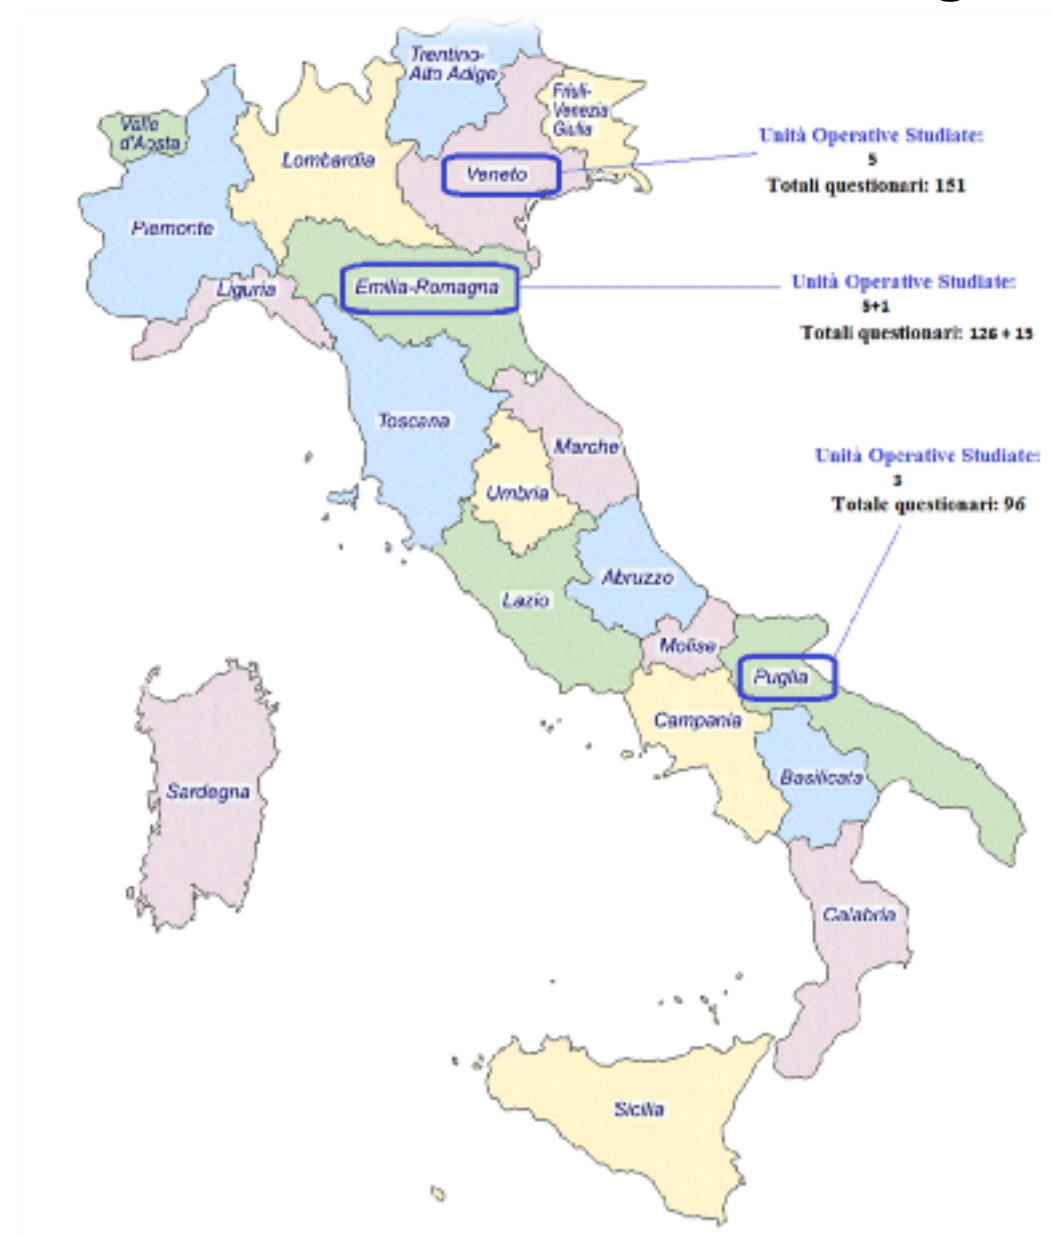 Trentino-
Alto Adige
Friuli-
Venezia
Giulia
Valle
d'Aosta
Lombardia
Veneto
Unità Operative Studiate:
5
Totali questionari: 151
Piemonte
Liguria
Emilia-Romagna
Unità Operative Studiate:
5+1
Totali questionari: 126 + 15
Toscana
Marche
Umbria
Unità Operative Studiate:
3
Totale questionari: 96
Abruzzo
Lazio
Molise
Puglia
Campania
Basilicata
Sardegna
Calabria
Sicilia